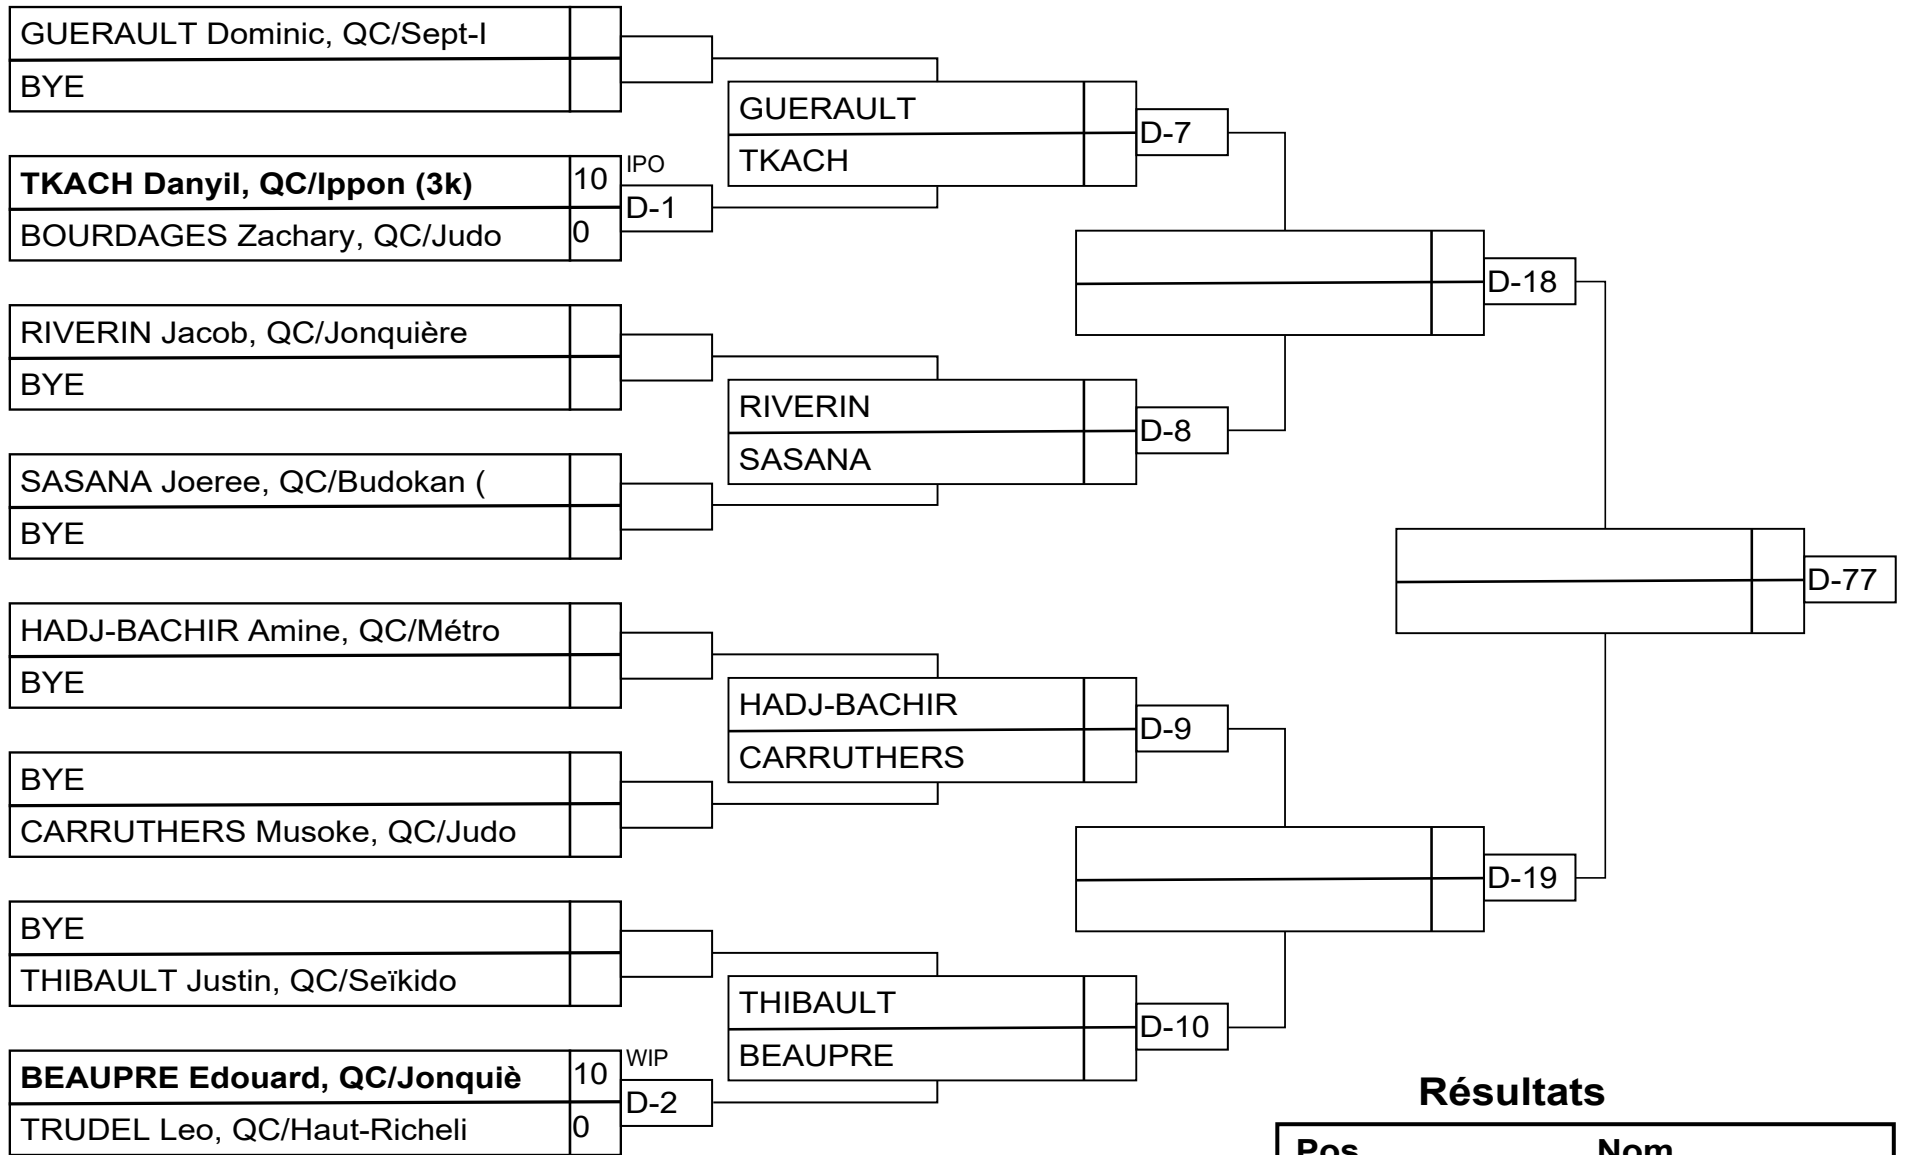 GUERAULT Dominic, QC/Sept-I
BYE
TKACH Danyil, QC/Ippon (3k) 10 IPO
D-1
BOURDAGES Zachary, QC/Judo 0
RIVERIN Jacob, QC/Jonquière
BYE
SASANA Joeree, QC/Budokan (
BYE
HADJ-BACHIR Amine, QC/Métro
BYE
BYE
CARRUTHERS Musoke, QC/Judo
BYE
THIBAULT Justin, QC/Seïkido
BEAUPRE Edouard, QC/Jonquiè 10 WIP
D-2
TRUDEL Leo, QC/Haut-Richeli 0
GUERAULT
D-7
TKACH
RIVERIN
D-8
SASANA
HADJ-BACHIR
D-9
CARRUTHERS
THIBAULT
D-10
BEAUPRE
D-18
D-19
D-77
Résultats
Pos Nom